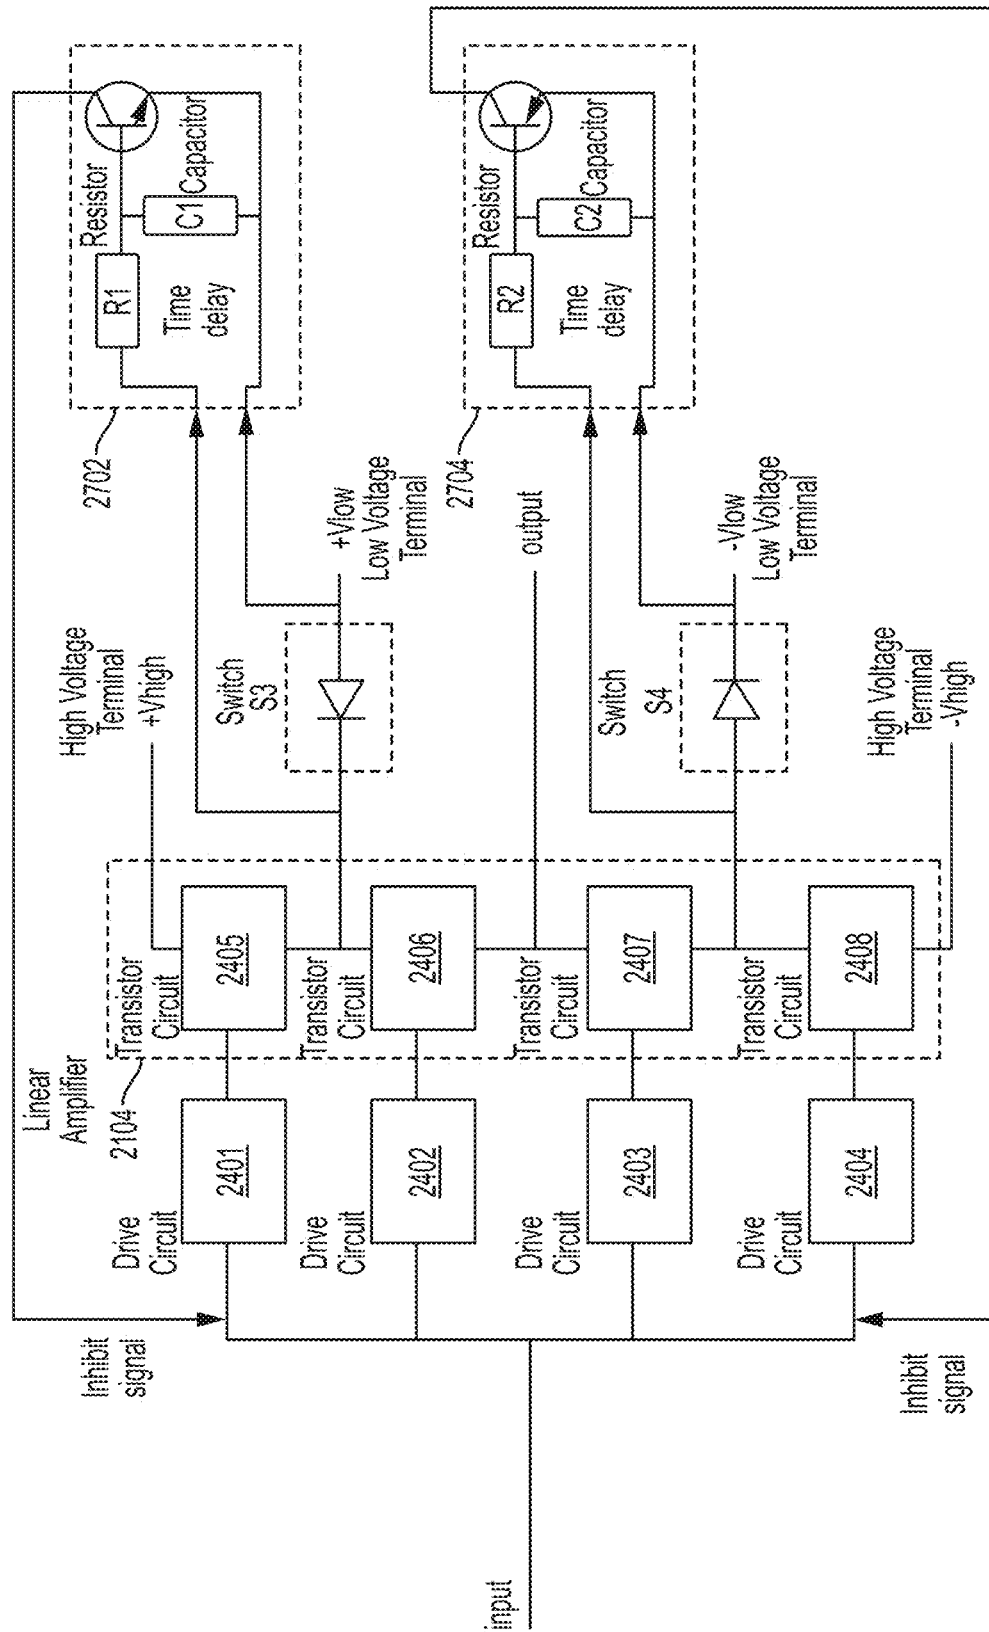 Inhibit
signal
Linear
Amplifier
2104
High Voltage
Terminal
+Vhigh
2702
Resistor
R1
C1
Capacitor
Time
delay
Drive
Circuit
2401
Transistor
Circuit
2405
Switch
S3
+Vlow
Low Voltage
Terminal
Drive
Circuit
2402
Transistor
Circuit
2406
input
output
2704
Resistor
R2
C2
Capacitor
Time
delay
Drive
Circuit
2403
Transistor
Circuit
2407
Switch
S4
-Vlow
Low Voltage
Terminal
Drive
Circuit
2404
Transistor
Circuit
2408
High Voltage
Terminal
-Vhigh
Inhibit
signal